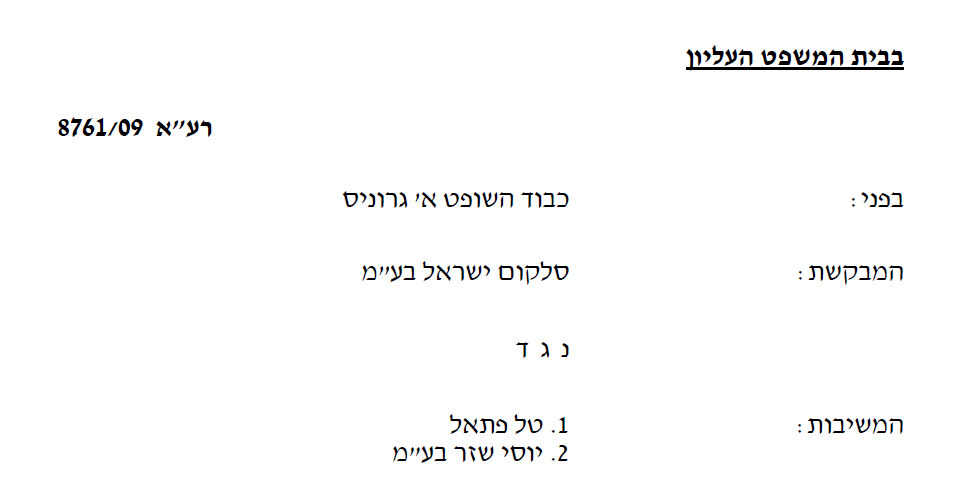 בבית המשפט העליון
רע״א 8761/09
בפני: כבוד השופט א׳ גרוניס
המבקשת: סלקום ישראל בע״מ
נ ג ד
המשיבות: 1. טל פתאל
2. יוסי שזר בע״מ